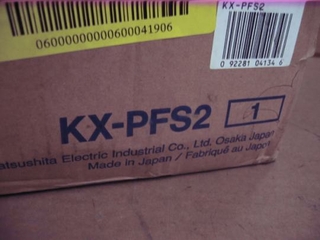 KX-PFS2
06000000000600041906
0 92281 04134 6
KX-PFS2 1
atsushita Electric Industrial Co., Ltd. Osaka Japan
Made in Japan / Fabriqué au Japon